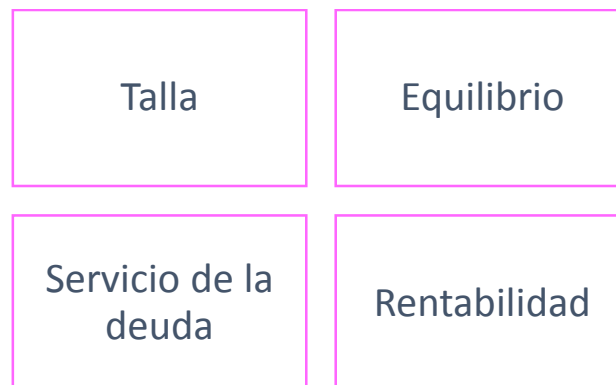 Talla
Equilibrio
Servicio de la
deuda
Rentabilidad